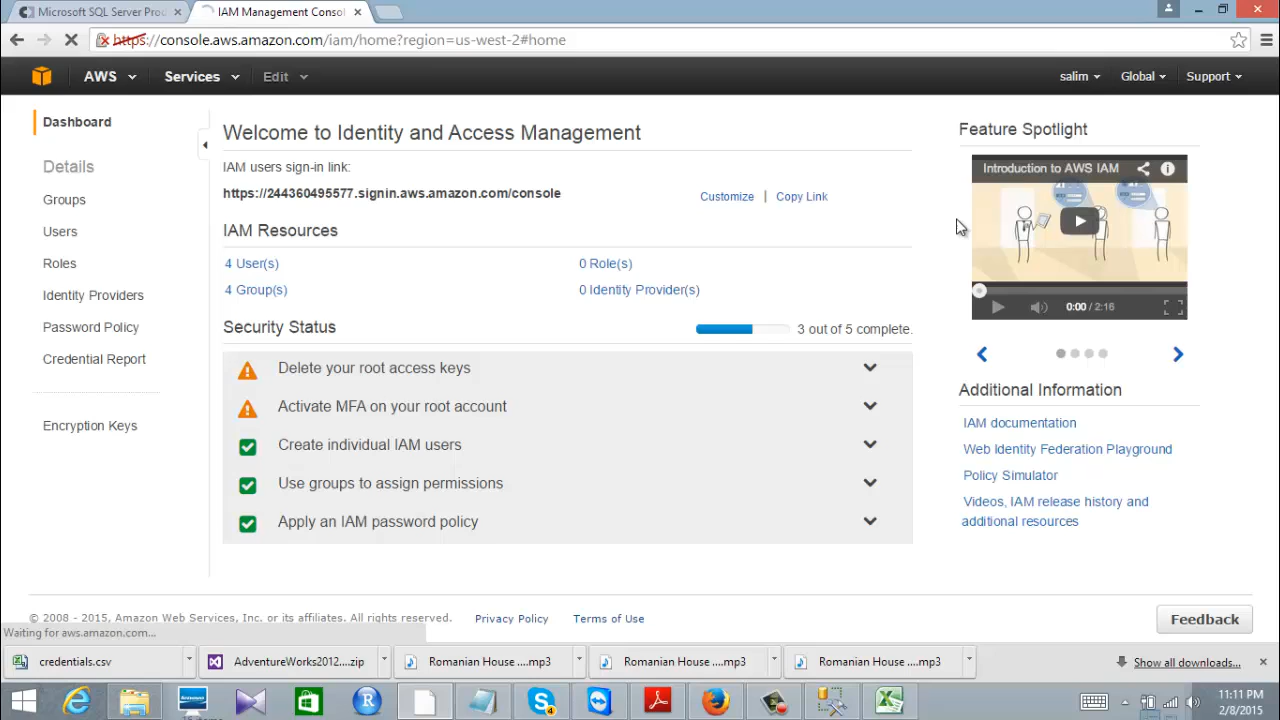 Microsoft SQL Server Prod
IAM Management Consol
https://console.aws.amazon.com/iam/home?region=us-west-2#home
AWS
Services
Edit
salim
Global
Support
Dashboard
Details
Groups
Users
Roles
Identity Providers
Password Policy
Credential Report
Encryption Keys
Welcome to Identity and Access Management
IAM users sign-in link:
https://244360495577.signin.aws.amazon.com/console
Customize | Copy Link
IAM Resources
4 User(s)
0 Role(s)
4 Group(s)
0 Identity Provider(s)
Security Status
3 out of 5 complete.
Delete your root access keys
Activate MFA on your root account
Create individual IAM users
Use groups to assign permissions
Apply an IAM password policy
Feature Spotlight
Introduction to AWS IAM
0:00 / 2:16
Additional Information
IAM documentation
Web Identity Federation Playground
Policy Simulator
Videos, IAM release history and
additional resources
© 2008 - 2015, Amazon Web Services, Inc. or its affiliates. All rights reserved.
Privacy Policy
Terms of Use
Feedback
Waiting for aws.amazon.com...
credentials.csv
AdventureWorks2012....zip
Romanian House ....mp3
Romanian House ....mp3
Romanian House ....mp3
Show all downloads...
11:11 PM
2/8/2015